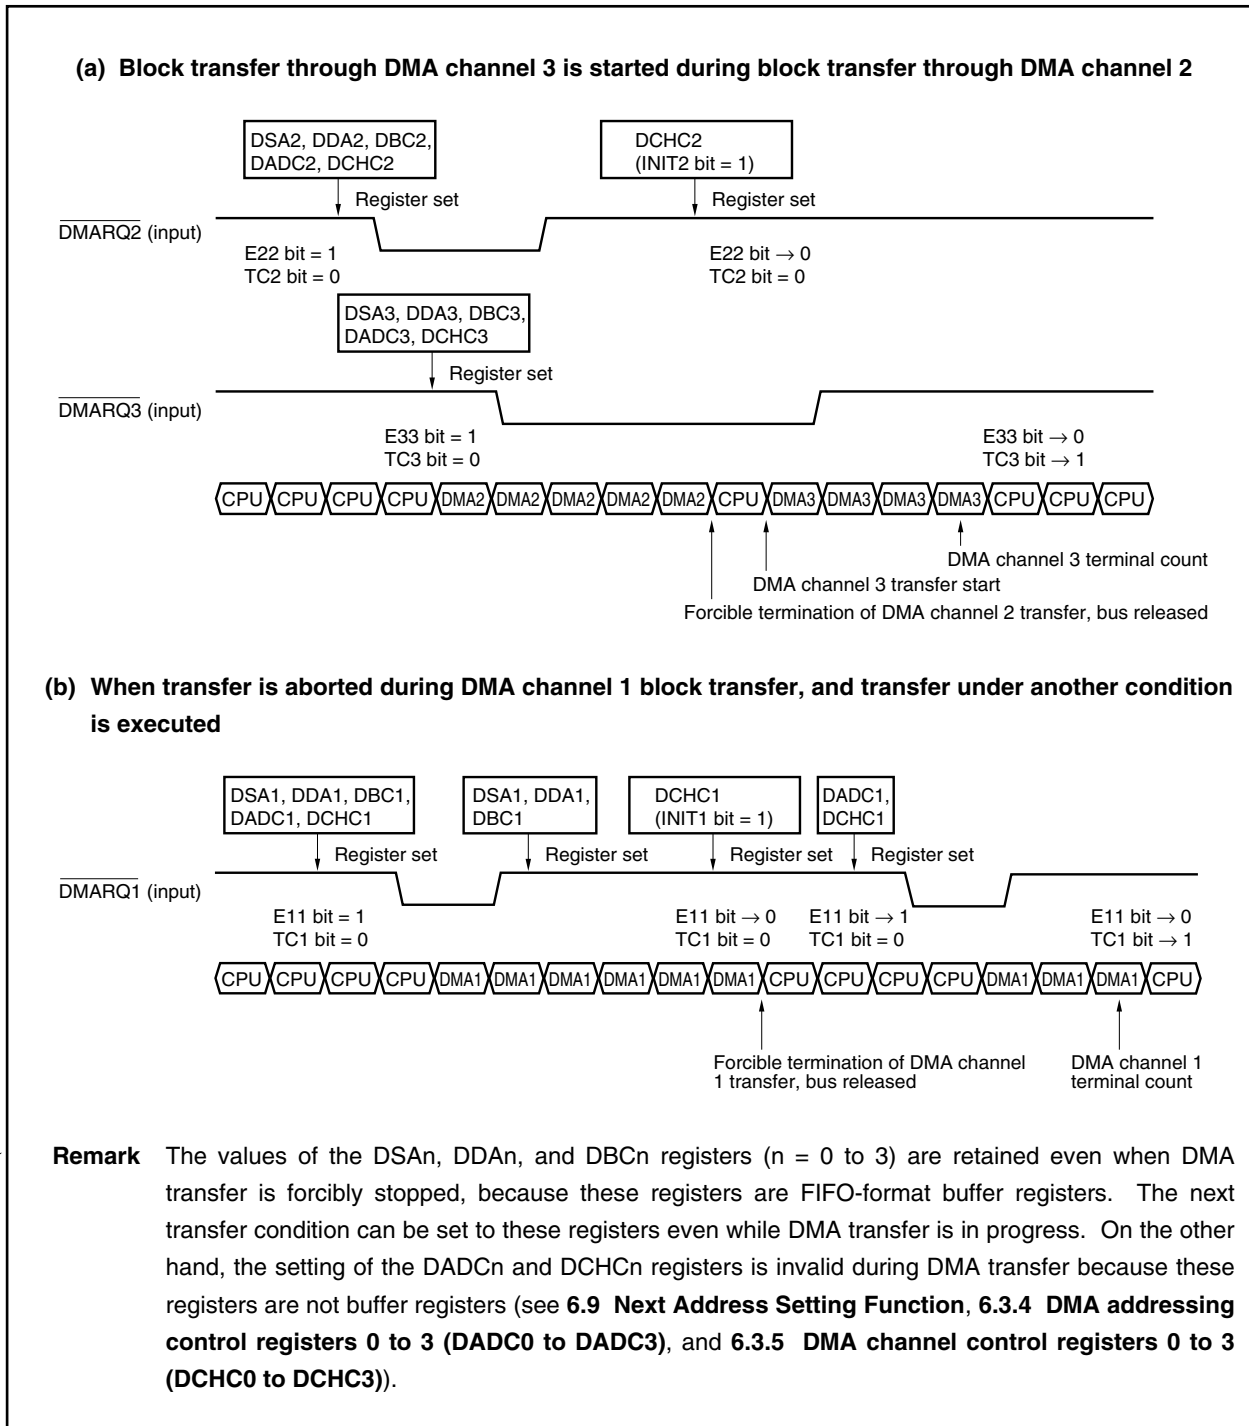 (a) Block transfer through DMA channel 3 is started during block transfer through DMA channel 2
DSA2, DDA2, DBC2,
DADC2, DCHC2
DCHC2
(INIT2 bit = 1)
Register set
Register set
DMARQ2 (input)
E22 bit = 1
TC2 bit = 0
E22 bit → 0
TC2 bit = 0
DSA3, DDA3, DBC3,
DADC3, DCHC3
Register set
DMARQ3 (input)
E33 bit = 1
TC3 bit = 0
E33 bit → 0
TC3 bit → 1
CPU CPU CPU CPU DMA2 DMA2 DMA2 DMA2 DMA2 CPU DMA3 DMA3 DMA3 DMA3 CPU CPU CPU
DMA channel 3 terminal count
DMA channel 3 transfer start
Forcible termination of DMA channel 2 transfer, bus released
(b) When transfer is aborted during DMA channel 1 block transfer, and transfer under another condition
is executed
DSA1, DDA1, DBC1,
DADC1, DCHC1
DSA1, DDA1,
DBC1
DCHC1
(INIT1 bit = 1)
DADC1,
DCHC1
Register set
Register set
Register set
Register set
DMARQ1 (input)
E11 bit = 1
TC1 bit = 0
E11 bit → 0
TC1 bit = 0
E11 bit → 1
TC1 bit = 0
E11 bit → 0
TC1 bit → 1
CPU CPU CPU CPU DMA1 DMA1 DMA1 DMA1 DMA1 DMA1 CPU CPU CPU CPU DMA1 DMA1 DMA1 CPU
Forcible termination of DMA channel
1 transfer, bus released
DMA channel 1
terminal count
Remark The values of the DSAn, DDAn, and DBCn registers (n = 0 to 3) are retained even when DMA
transfer is forcibly stopped, because these registers are FIFO-format buffer registers. The next
transfer condition can be set to these registers even while DMA transfer is in progress. On the other
hand, the setting of the DADCn and DCHCn registers is invalid during DMA transfer because these
registers are not buffer registers (see 6.9 Next Address Setting Function, 6.3.4 DMA addressing
control registers 0 to 3 (DADC0 to DADC3), and 6.3.5 DMA channel control registers 0 to 3
(DCHC0 to DCHC3)).